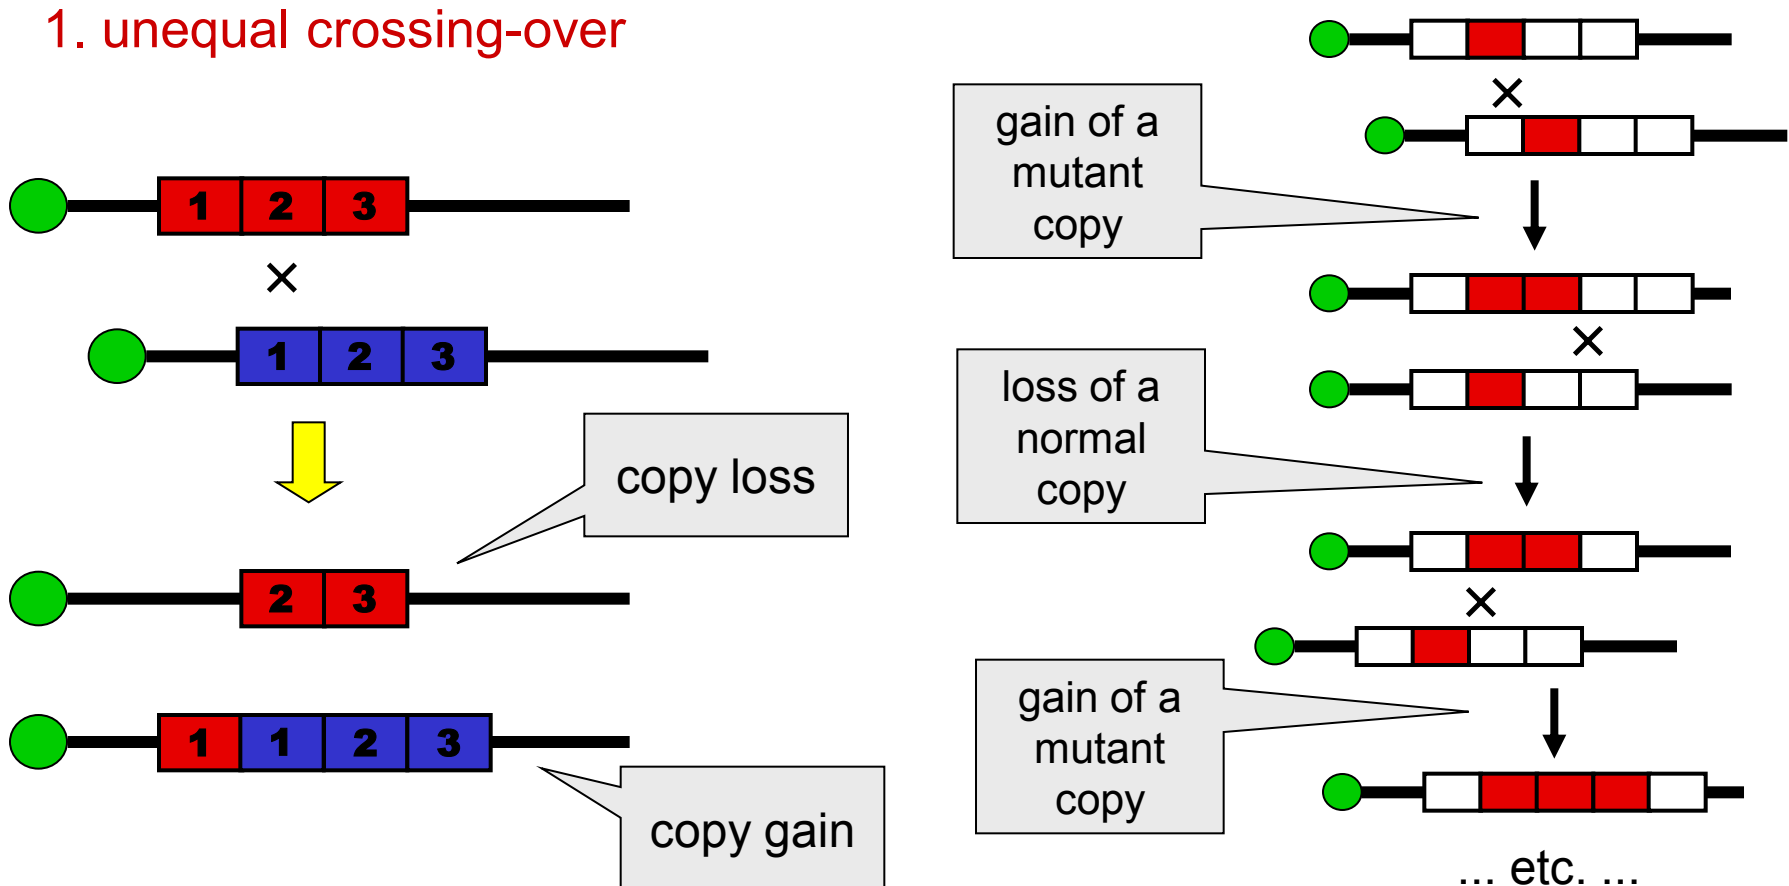 1. unequal crossing-over
1 2 3
×
1 2 3
copy loss
2 3
1 1 2 3
copy gain
×
gain of a
mutant
copy
×
loss of a
normal
copy
×
gain of a
mutant
copy
... etc. ...